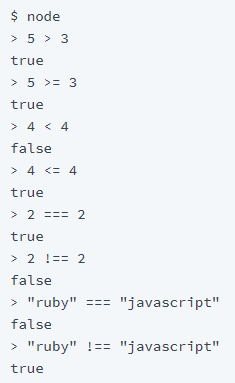 $ node
> 5 > 3
true
> 5 >= 3
true
> 4 < 4
false
> 4 <= 4
true
> 2 === 2
true
> 2 !== 2
false
> "ruby" === "javascript"
false
> "ruby" !== "javascript"
true